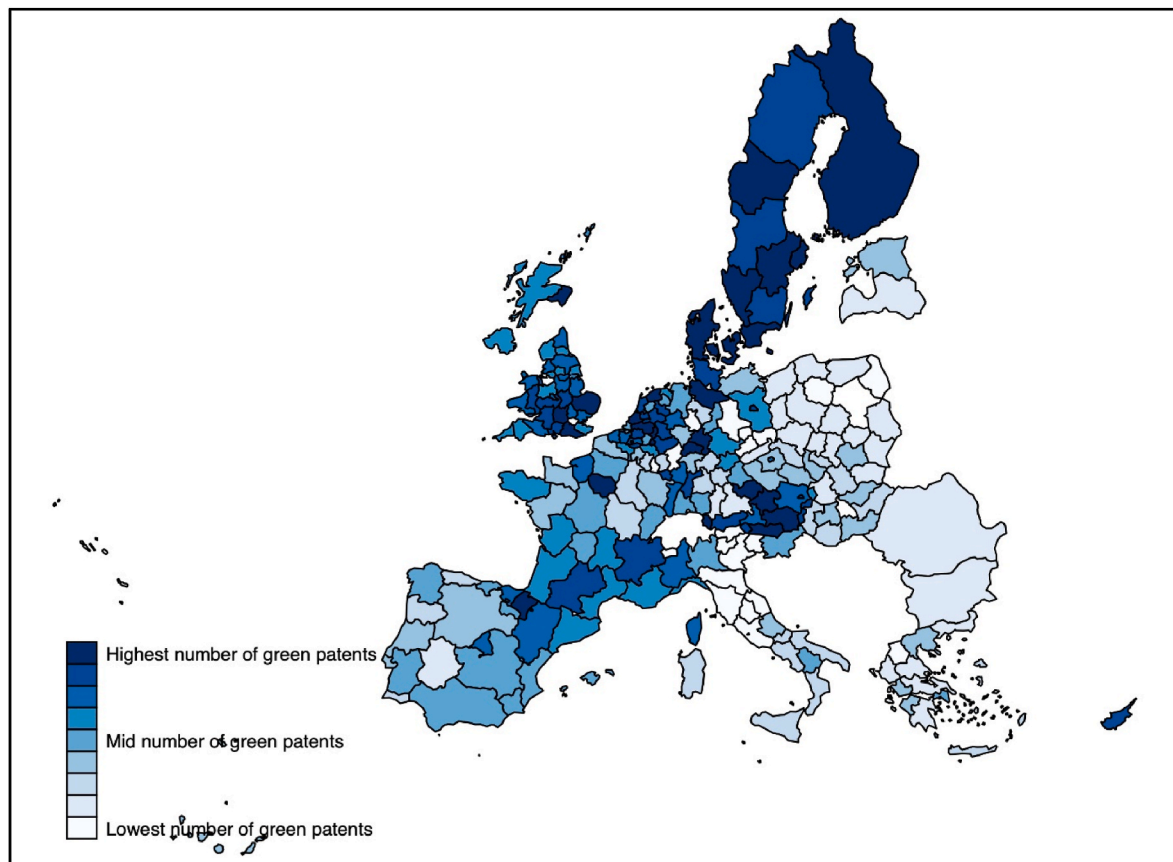 Highest number of green patents
Mid number of green patents
Lowest number of green patents